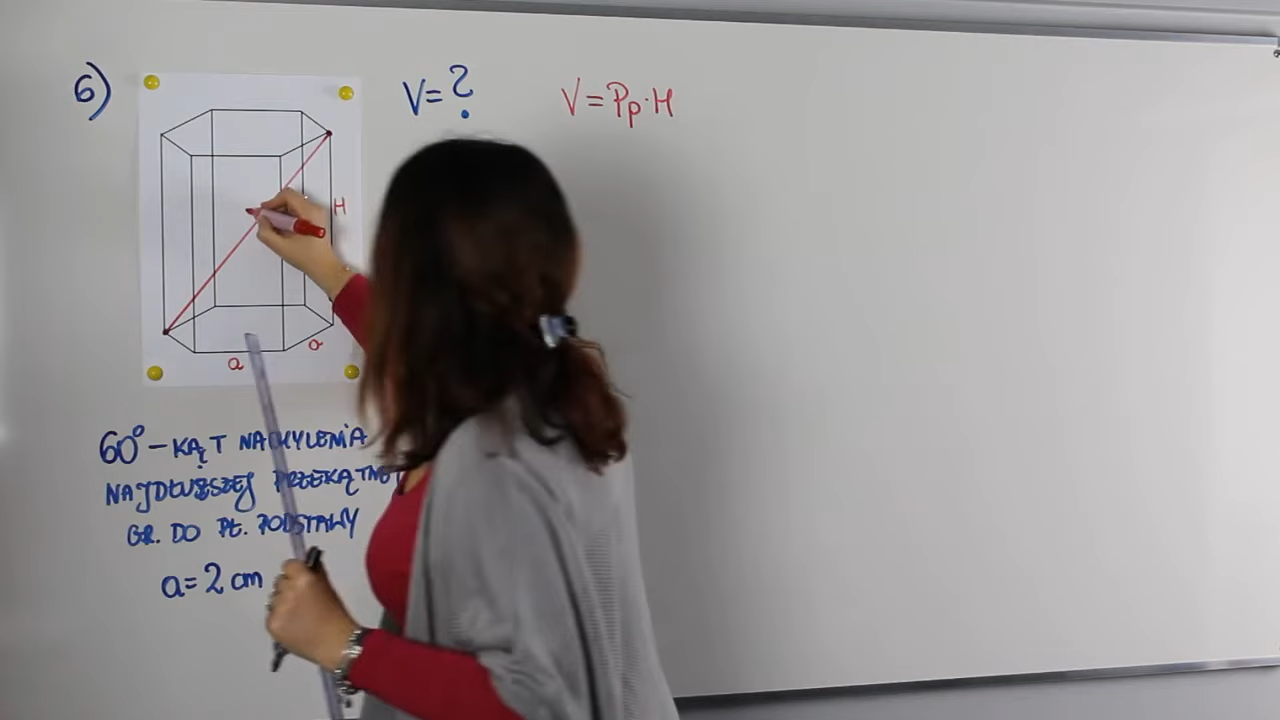 6)
V=?
V=Pp·H
H
a
a
60° – KĄT NACHYLENIA
NAJDŁUŻSZEJ PRZEKĄTNEJ
GR. DO PŁ. PODSTAWY
a=2 cm